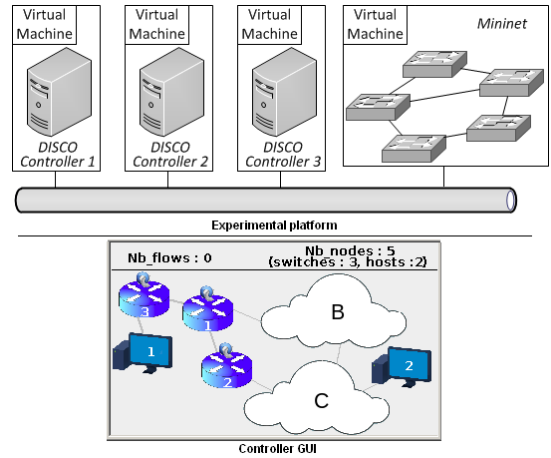 Virtual
Machine
DISCO
Controller 1
Virtual
Machine
DISCO
Controller 2
Virtual
Machine
DISCO
Controller 3
Virtual
Machine
Mininet
Experimental platform
Nb_flows : 0
Nb_nodes : 5
{switches : 3, hosts :2}
3
1
1
2
B
C
2
Controller GUI